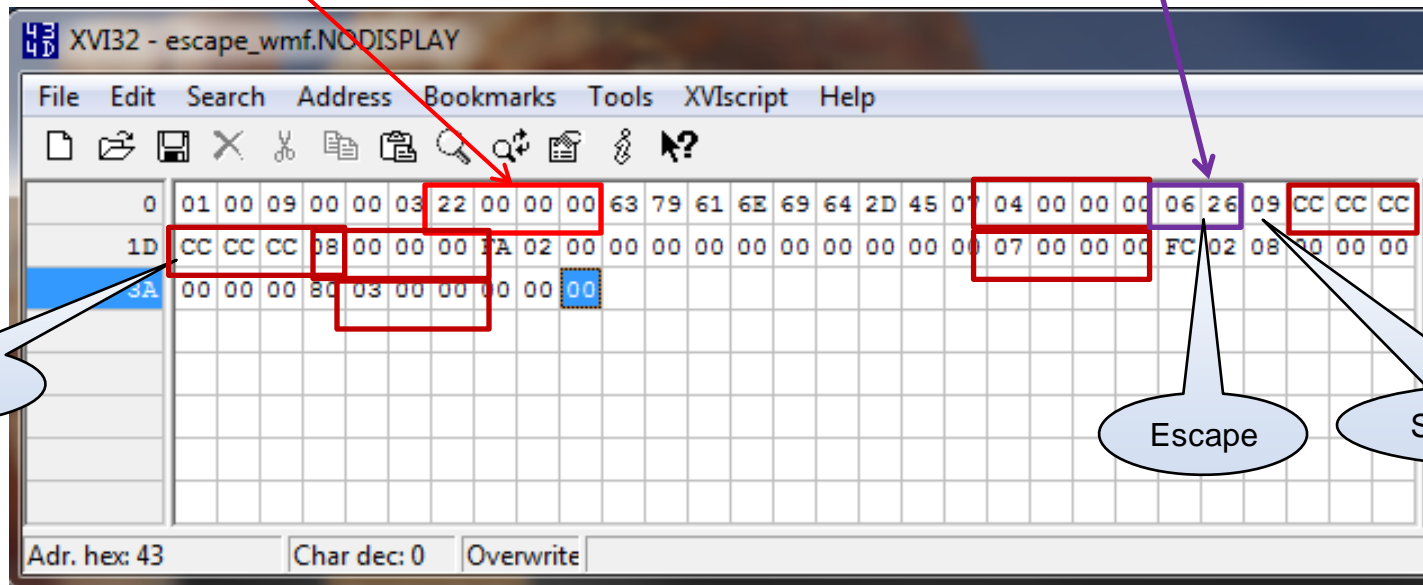 XVI32 - escape_wmf.NODISPLAY
File Edit Search Address Bookmarks Tools XVIscript Help
0 01 00 09 00 00 03 22 00 00 00 63 79 61 6E 69 64 2D 45 07 04 00 00 00 06 26 09 CC CC CC
1D CC CC CC 08 00 00 00 FA 02 00 00 00 00 00 00 00 00 00 00 07 00 00 00 FC 02 08 00 00 00
3A 00 00 00 80 03 00 00 00 00 00
Escape
S
Adr. hex: 43 Char dec: 0 Overwrite